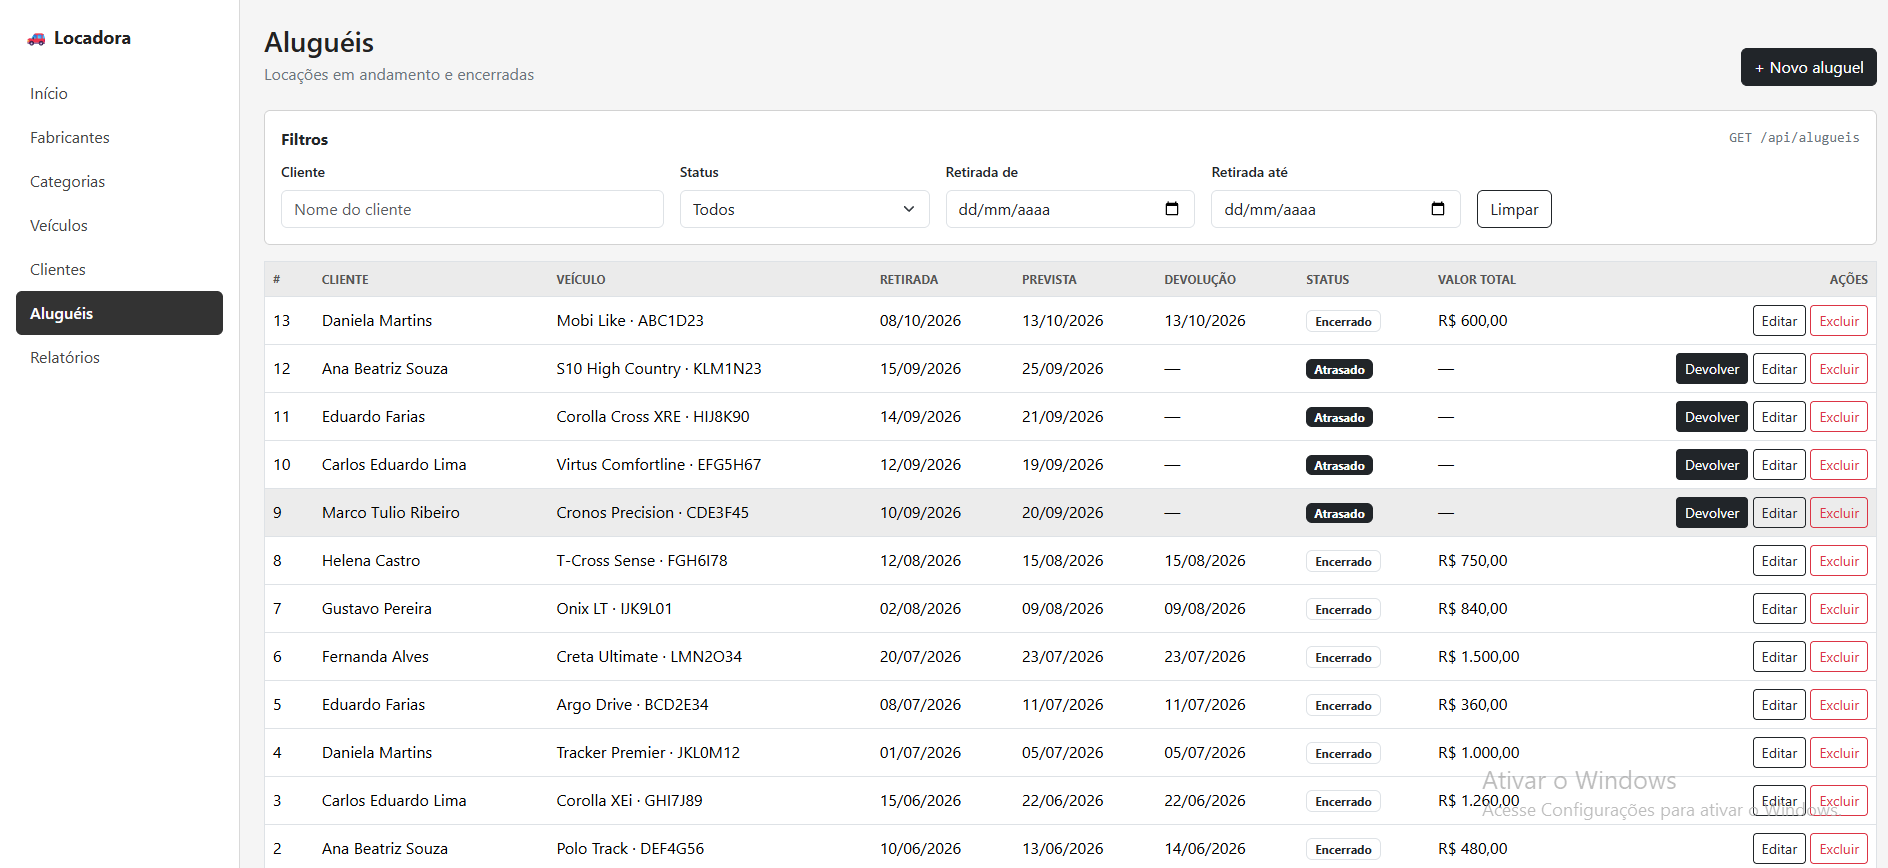 Locadora
Início
Fabricantes
Categorias
Veículos
Clientes
Aluguéis
Relatórios
Aluguéis
Locações em andamento e encerradas
+ Novo aluguel
Filtros
GET /api/alugueis
Cliente Status Retirada de Retirada até
Nome do cliente Todos dd/mm/aaaa dd/mm/aaaa Limpar
# CLIENTE VEÍCULO RETIRADA PREVISTA DEVOLUÇÃO STATUS VALOR TOTAL AÇÕES
13 Daniela Martins Mobi Like · ABC1D23 08/10/2026 13/10/2026 13/10/2026 Encerrado R$ 600,00 Editar Excluir
12 Ana Beatriz Souza S10 High Country · KLM1N23 15/09/2026 25/09/2026 — Atrasado — Devolver Editar Excluir
11 Eduardo Farias Corolla Cross XRE · HIJ8K90 14/09/2026 21/09/2026 — Atrasado — Devolver Editar Excluir
10 Carlos Eduardo Lima Virtus Comfortline · EFG5H67 12/09/2026 19/09/2026 — Atrasado — Devolver Editar Excluir
9 Marco Tulio Ribeiro Cronos Precision · CDE3F45 10/09/2026 20/09/2026 — Atrasado — Devolver Editar Excluir
8 Helena Castro T-Cross Sense · FGH6I78 12/08/2026 15/08/2026 15/08/2026 Encerrado R$ 750,00 Editar Excluir
7 Gustavo Pereira Onix LT · IJK9L01 02/08/2026 09/08/2026 09/08/2026 Encerrado R$ 840,00 Editar Excluir
6 Fernanda Alves Creta Ultimate · LMN2O34 20/07/2026 23/07/2026 23/07/2026 Encerrado R$ 1.500,00 Editar Excluir
5 Eduardo Farias Argo Drive · BCD2E34 08/07/2026 11/07/2026 11/07/2026 Encerrado R$ 360,00 Editar Excluir
4 Daniela Martins Tracker Premier · JKL0M12 01/07/2026 05/07/2026 05/07/2026 Encerrado R$ 1.000,00 Editar Excluir
3 Carlos Eduardo Lima Corolla XEi · GHI7J89 15/06/2026 22/06/2026 22/06/2026 Encerrado R$ 1.260,00 Editar Excluir
2 Ana Beatriz Souza Polo Track · DEF4G56 10/06/2026 13/06/2026 14/06/2026 Encerrado R$ 480,00 Editar Excluir
Ativar o Windows
Acesse Configurações para ativar o Windows.